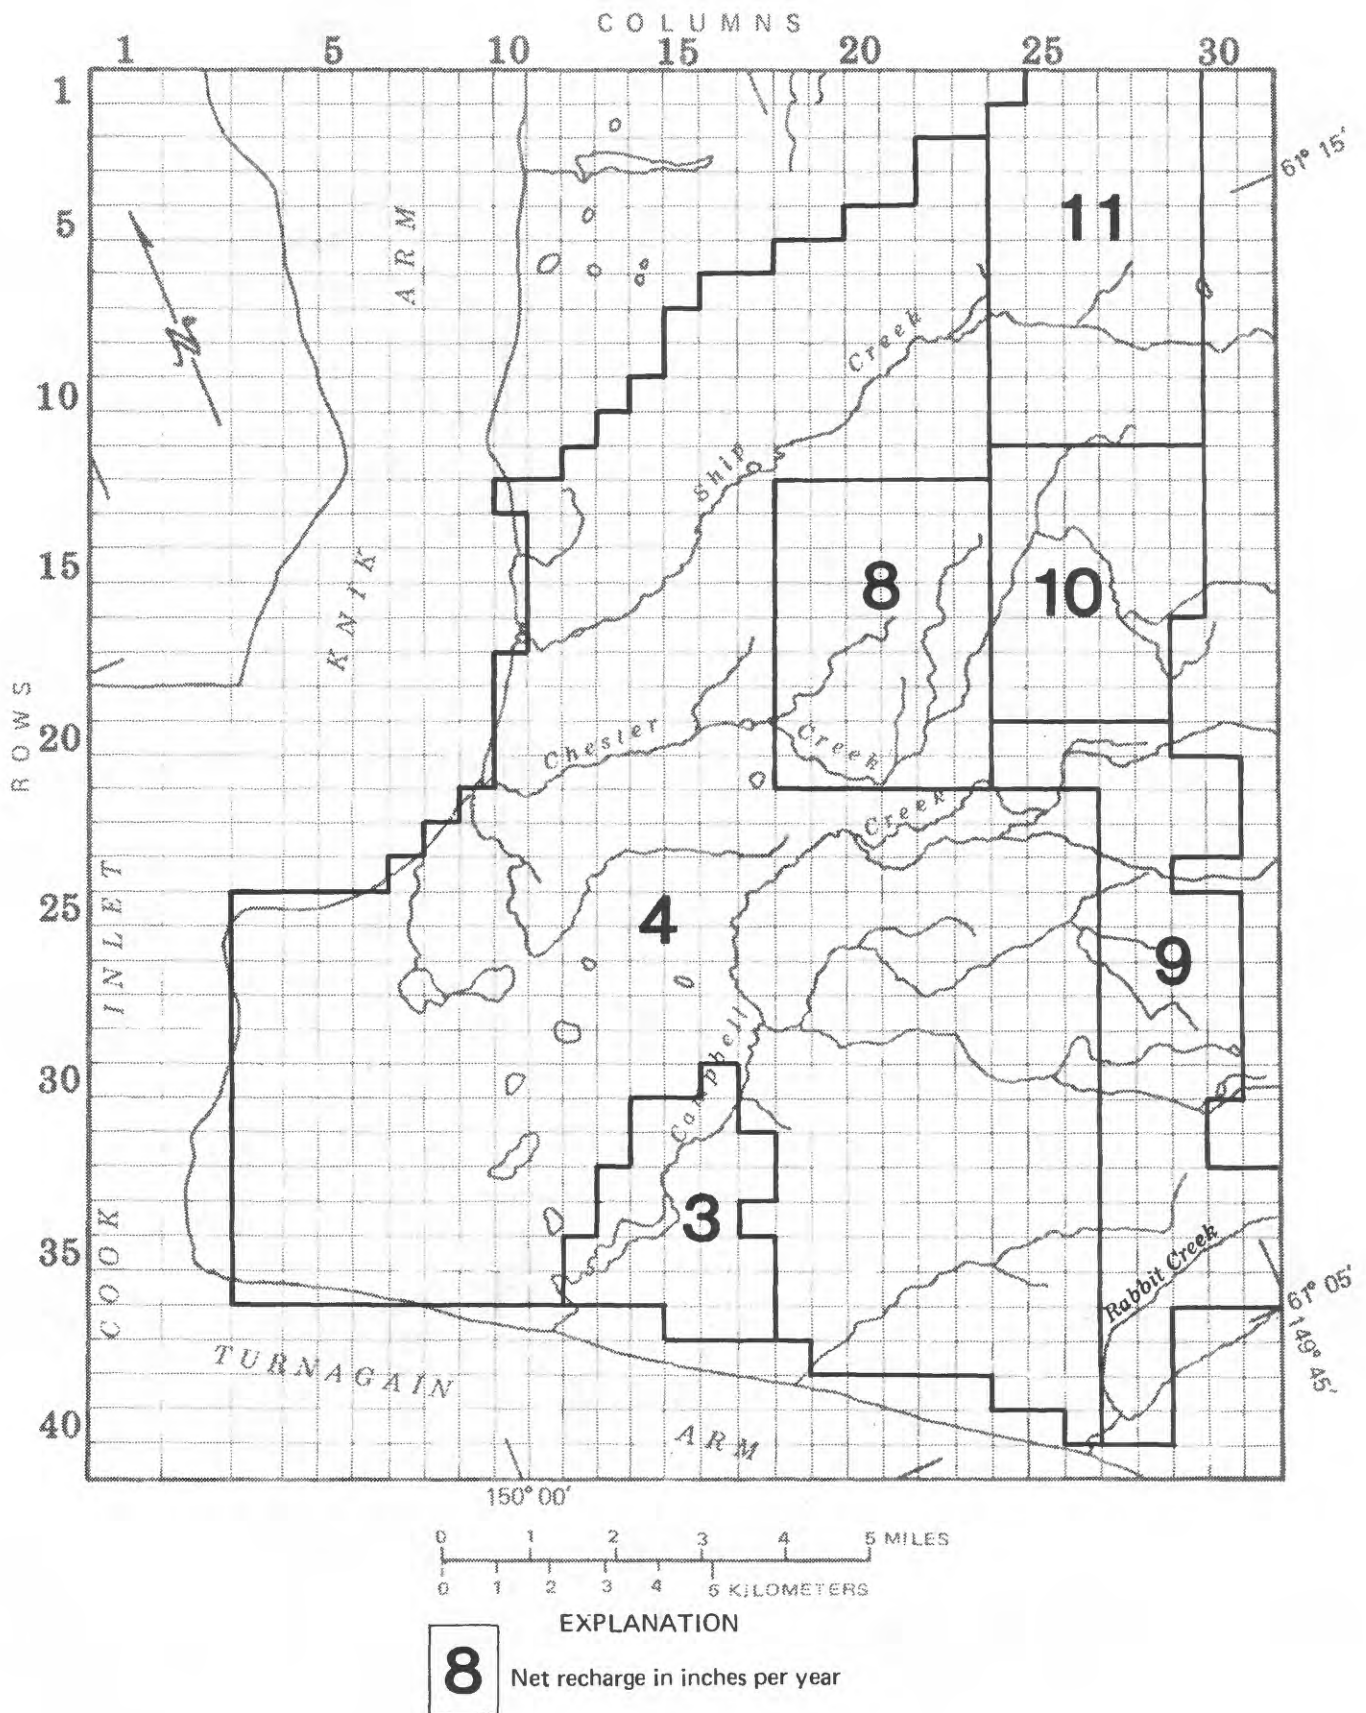 COLUMNS
1 5 10 15 20 25 30
1
5
10
15
20
25
30
35
40
ROWS
61° 15'
11
ARM
KNIK
N
Ship Creek
8
10
Chester Creek
Creek
4
9
INLET
COOK
Campbell
3
Rabbit Creek
61° 05'
149° 45'
TURNAGAIN
ARM
150° 00'
0 1 2 3 4 5 MILES
0 1 2 3 4 5 KILOMETERS
EXPLANATION
8 Net recharge in inches per year